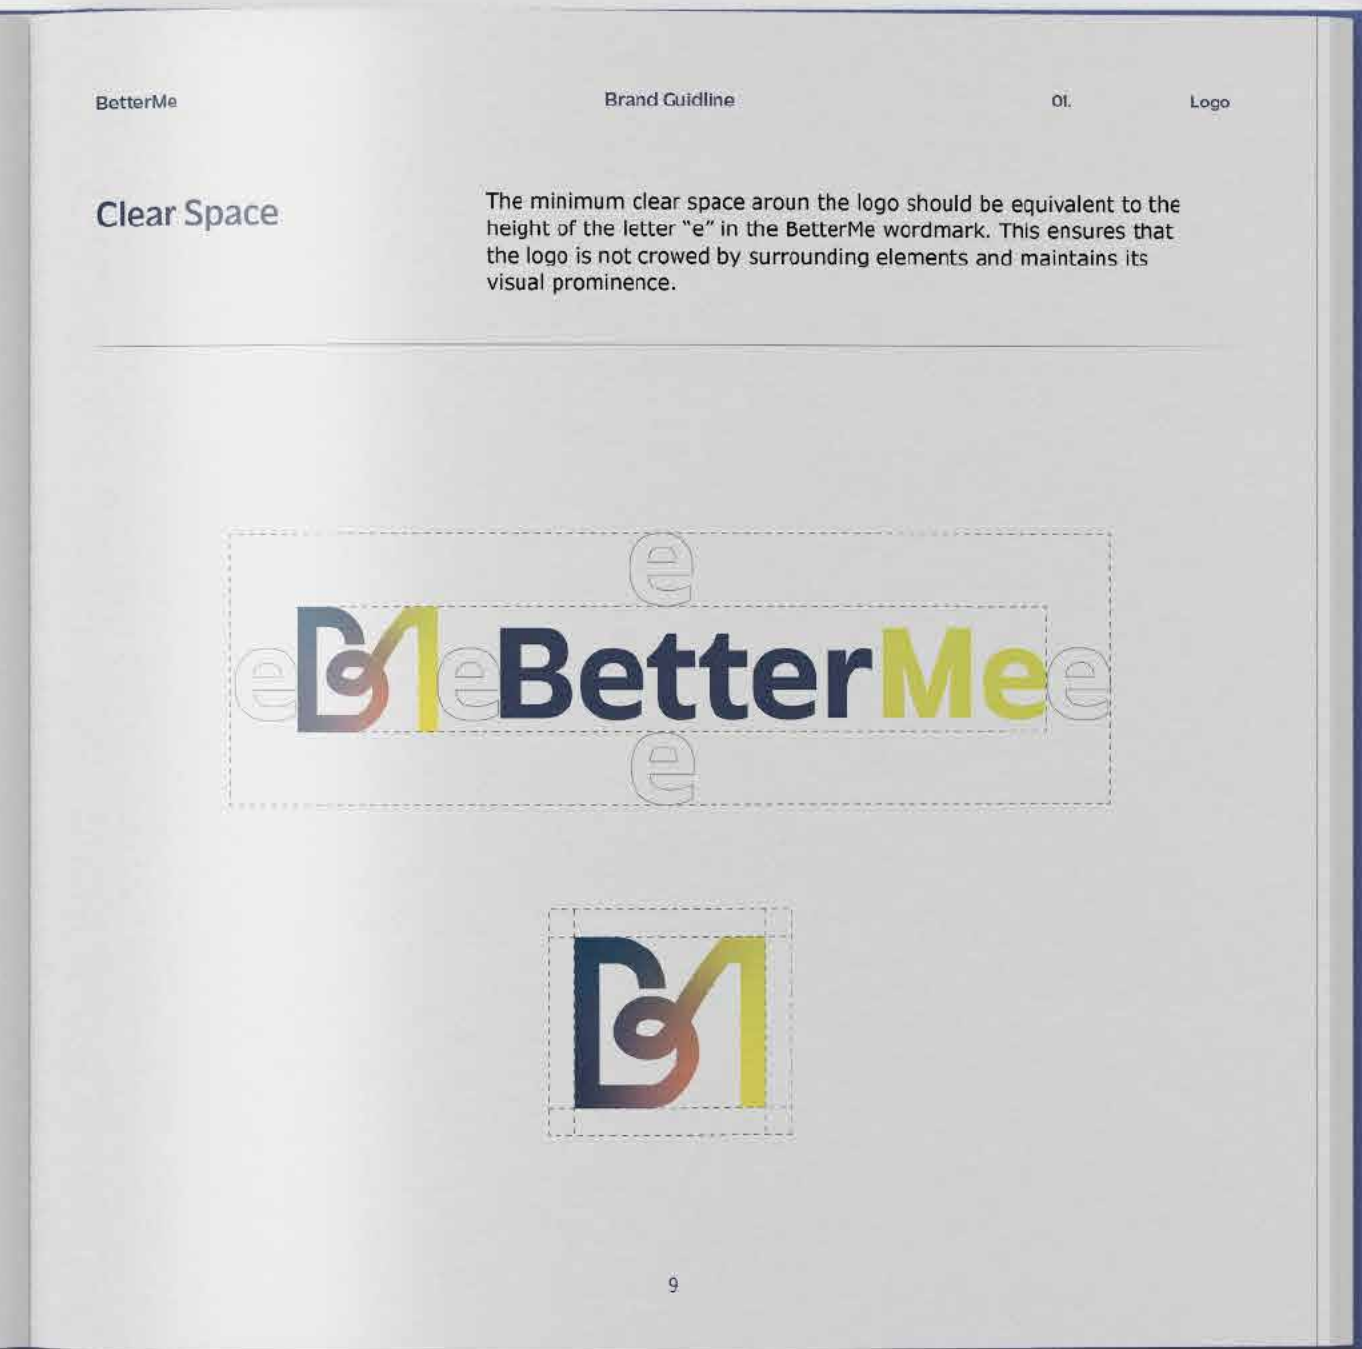 BetterMe
Brand Guidline
01.
Logo
Clear Space
The minimum clear space aroun the logo should be equivalent to the
height of the letter “e” in the BetterMe wordmark. This ensures that
the logo is not crowed by surrounding elements and maintains its
visual prominence.
e
e e BetterMe e
e
9